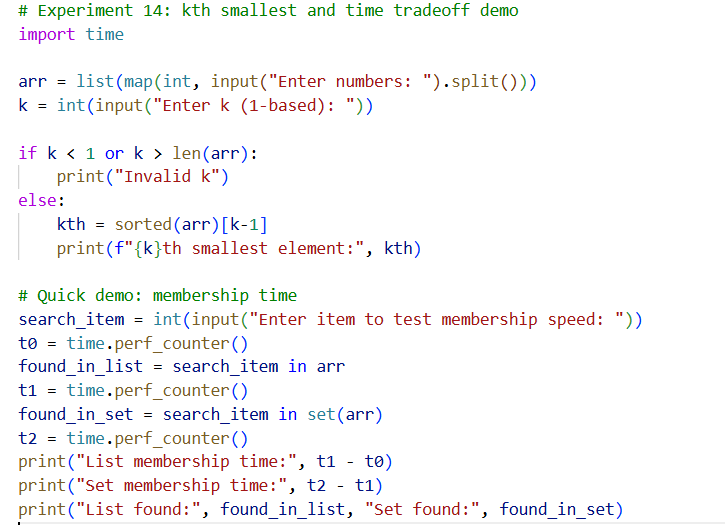 # Experiment 14: kth smallest and time tradeoff demo
import time

arr = list(map(int, input("Enter numbers: ").split()))
k = int(input("Enter k (1-based): "))

if k < 1 or k > len(arr):
    print("Invalid k")
else:
    kth = sorted(arr)[k-1]
    print(f"{k}th smallest element:", kth)

# Quick demo: membership time
search_item = int(input("Enter item to test membership speed: "))
t0 = time.perf_counter()
found_in_list = search_item in arr
t1 = time.perf_counter()
found_in_set = search_item in set(arr)
t2 = time.perf_counter()
print("List membership time:", t1 - t0)
print("Set membership time:", t2 - t1)
print("List found:", found_in_list, "Set found:", found_in_set)